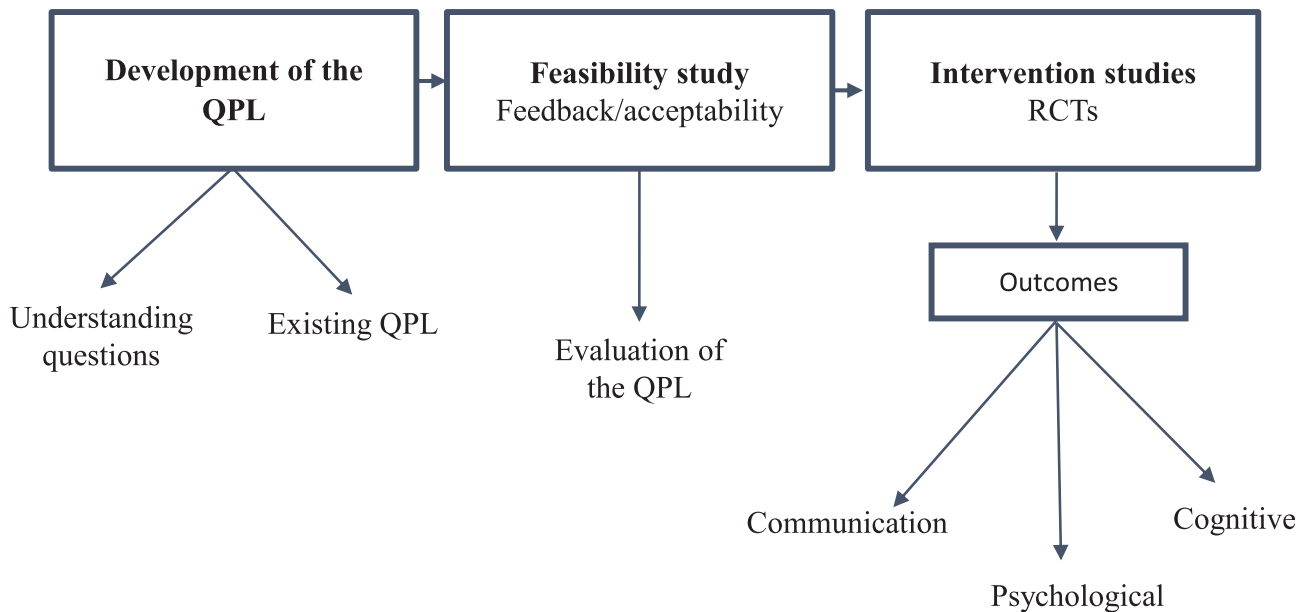 Development of the
QPL
Feasibility study
Feedback/acceptability
Intervention studies
RCTs
Understanding
questions
Existing QPL
Evaluation of
the QPL
Outcomes
Communication
Psychological
Cognitive